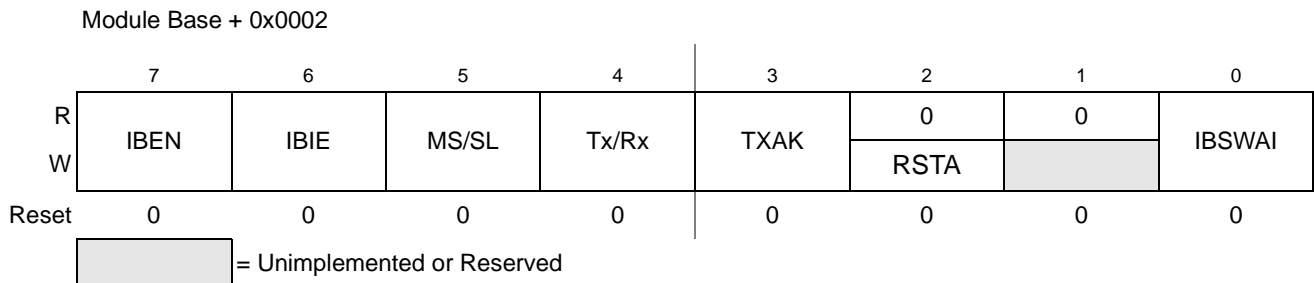 Module Base + 0x0002
7 6 5 4 3 2 1 0
R IBEN IBIE MS/SL Tx/Rx TXAK 0 0 IBSWAI
W RSTA
Reset 0 0 0 0 0 0 0 0
= Unimplemented or Reserved